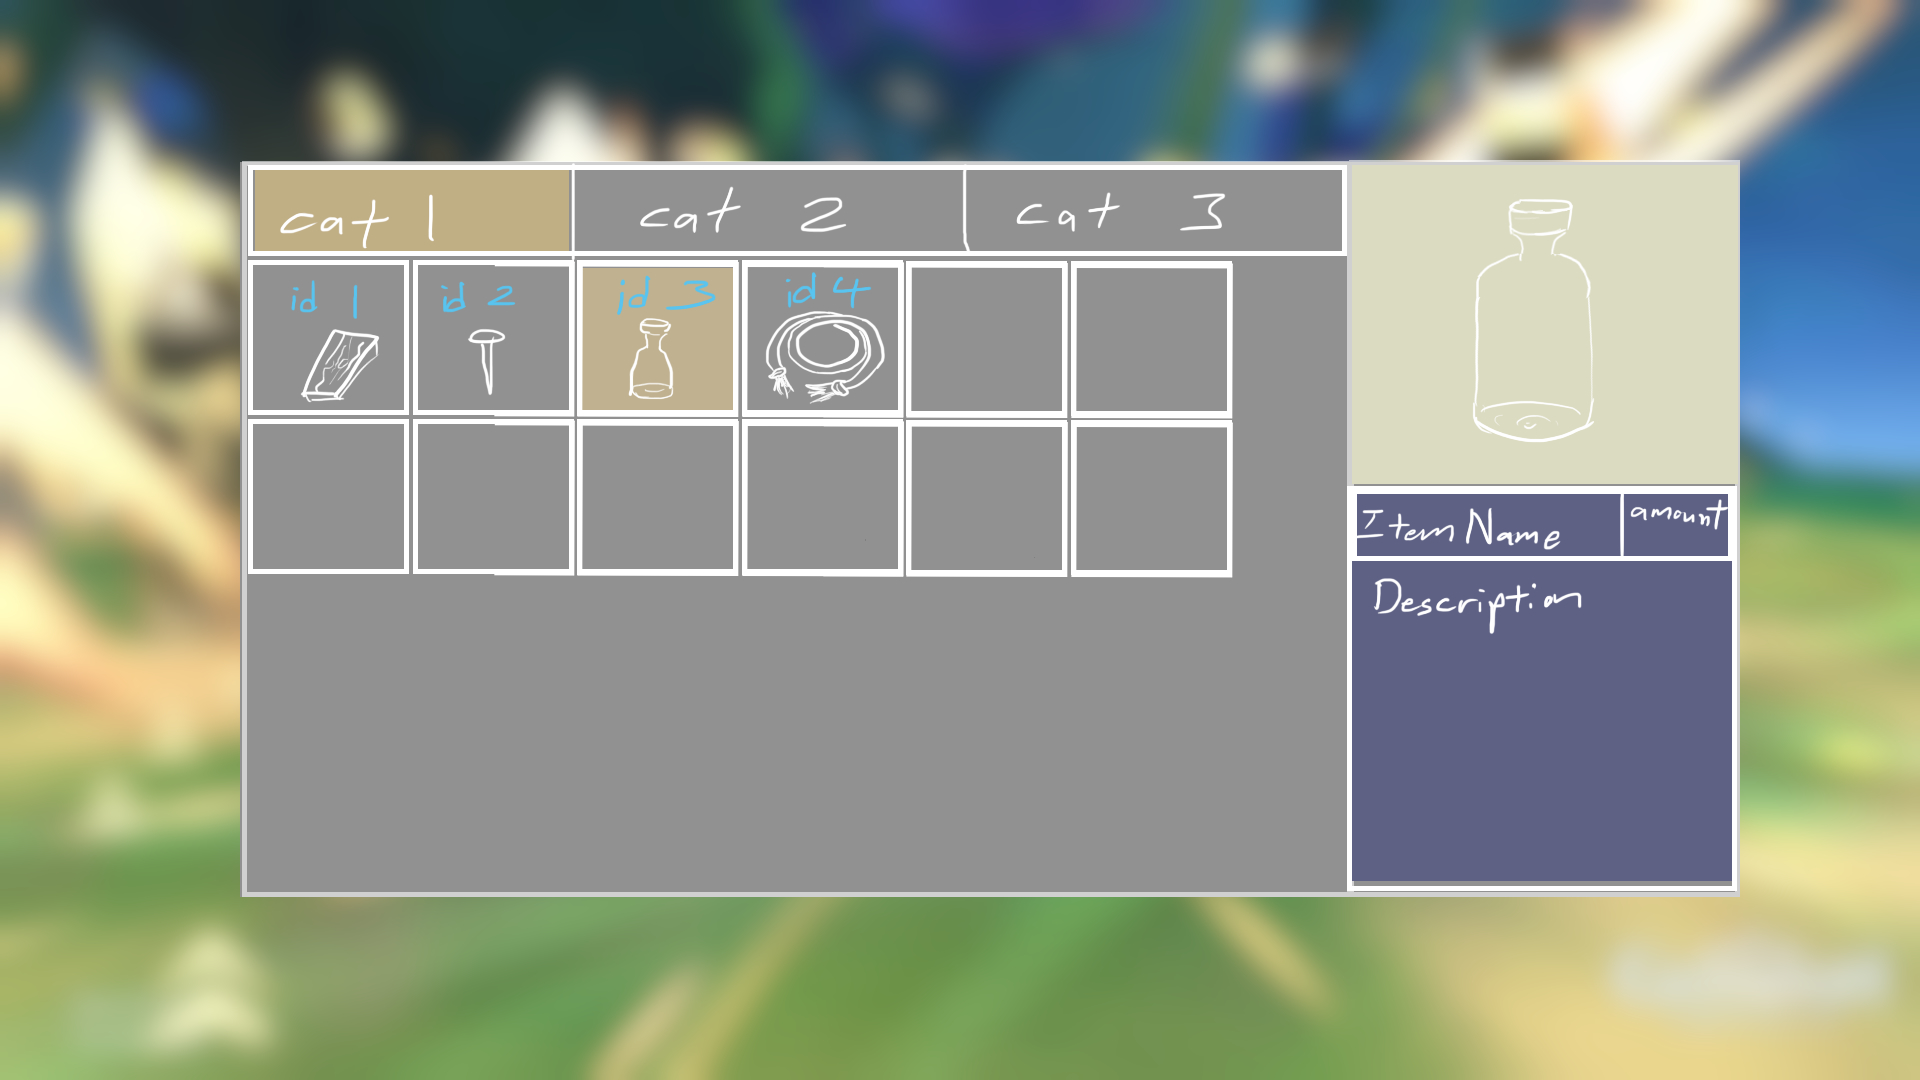 cat 1
cat 2
cat 3
id 1
id 2
id 3
id 4
Item Name
amount
Description